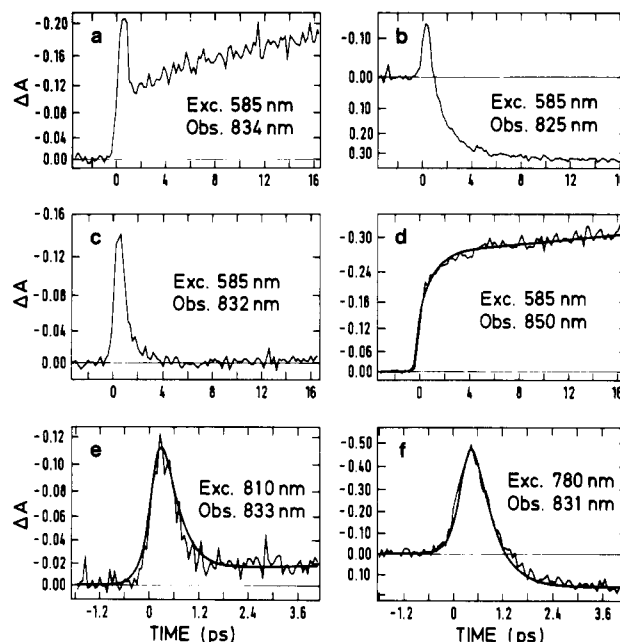 a
-0.20
-0.16
-0.12
-0.08
-0.04
0.00
ΔA
Exc. 585 nm
Obs. 834 nm
0 4 8 12 16
b
-0.10
0.00
0.10
0.20
0.30
Exc. 585 nm
Obs. 825 nm
0 4 8 12 16
c
-0.16
-0.12
-0.08
-0.04
0.00
ΔA
Exc. 585 nm
Obs. 832 nm
0 4 8 12 16
d
-0.30
-0.26
-0.16
-0.08
0.00
Exc. 585 nm
Obs. 850 nm
0 4 8 12 16
e
-0.12
-0.10
-0.08
-0.06
-0.04
-0.02
0.00
ΔA
Exc. 810 nm
Obs. 833 nm
-1.2 0 1.2 2.4 3.6
TIME (ps)
f
-0.50
-0.40
-0.30
-0.20
-0.10
0.00
0.10
Exc. 780 nm
Obs. 831 nm
-1.2 0 1.2 2.4 3.6
TIME (ps)